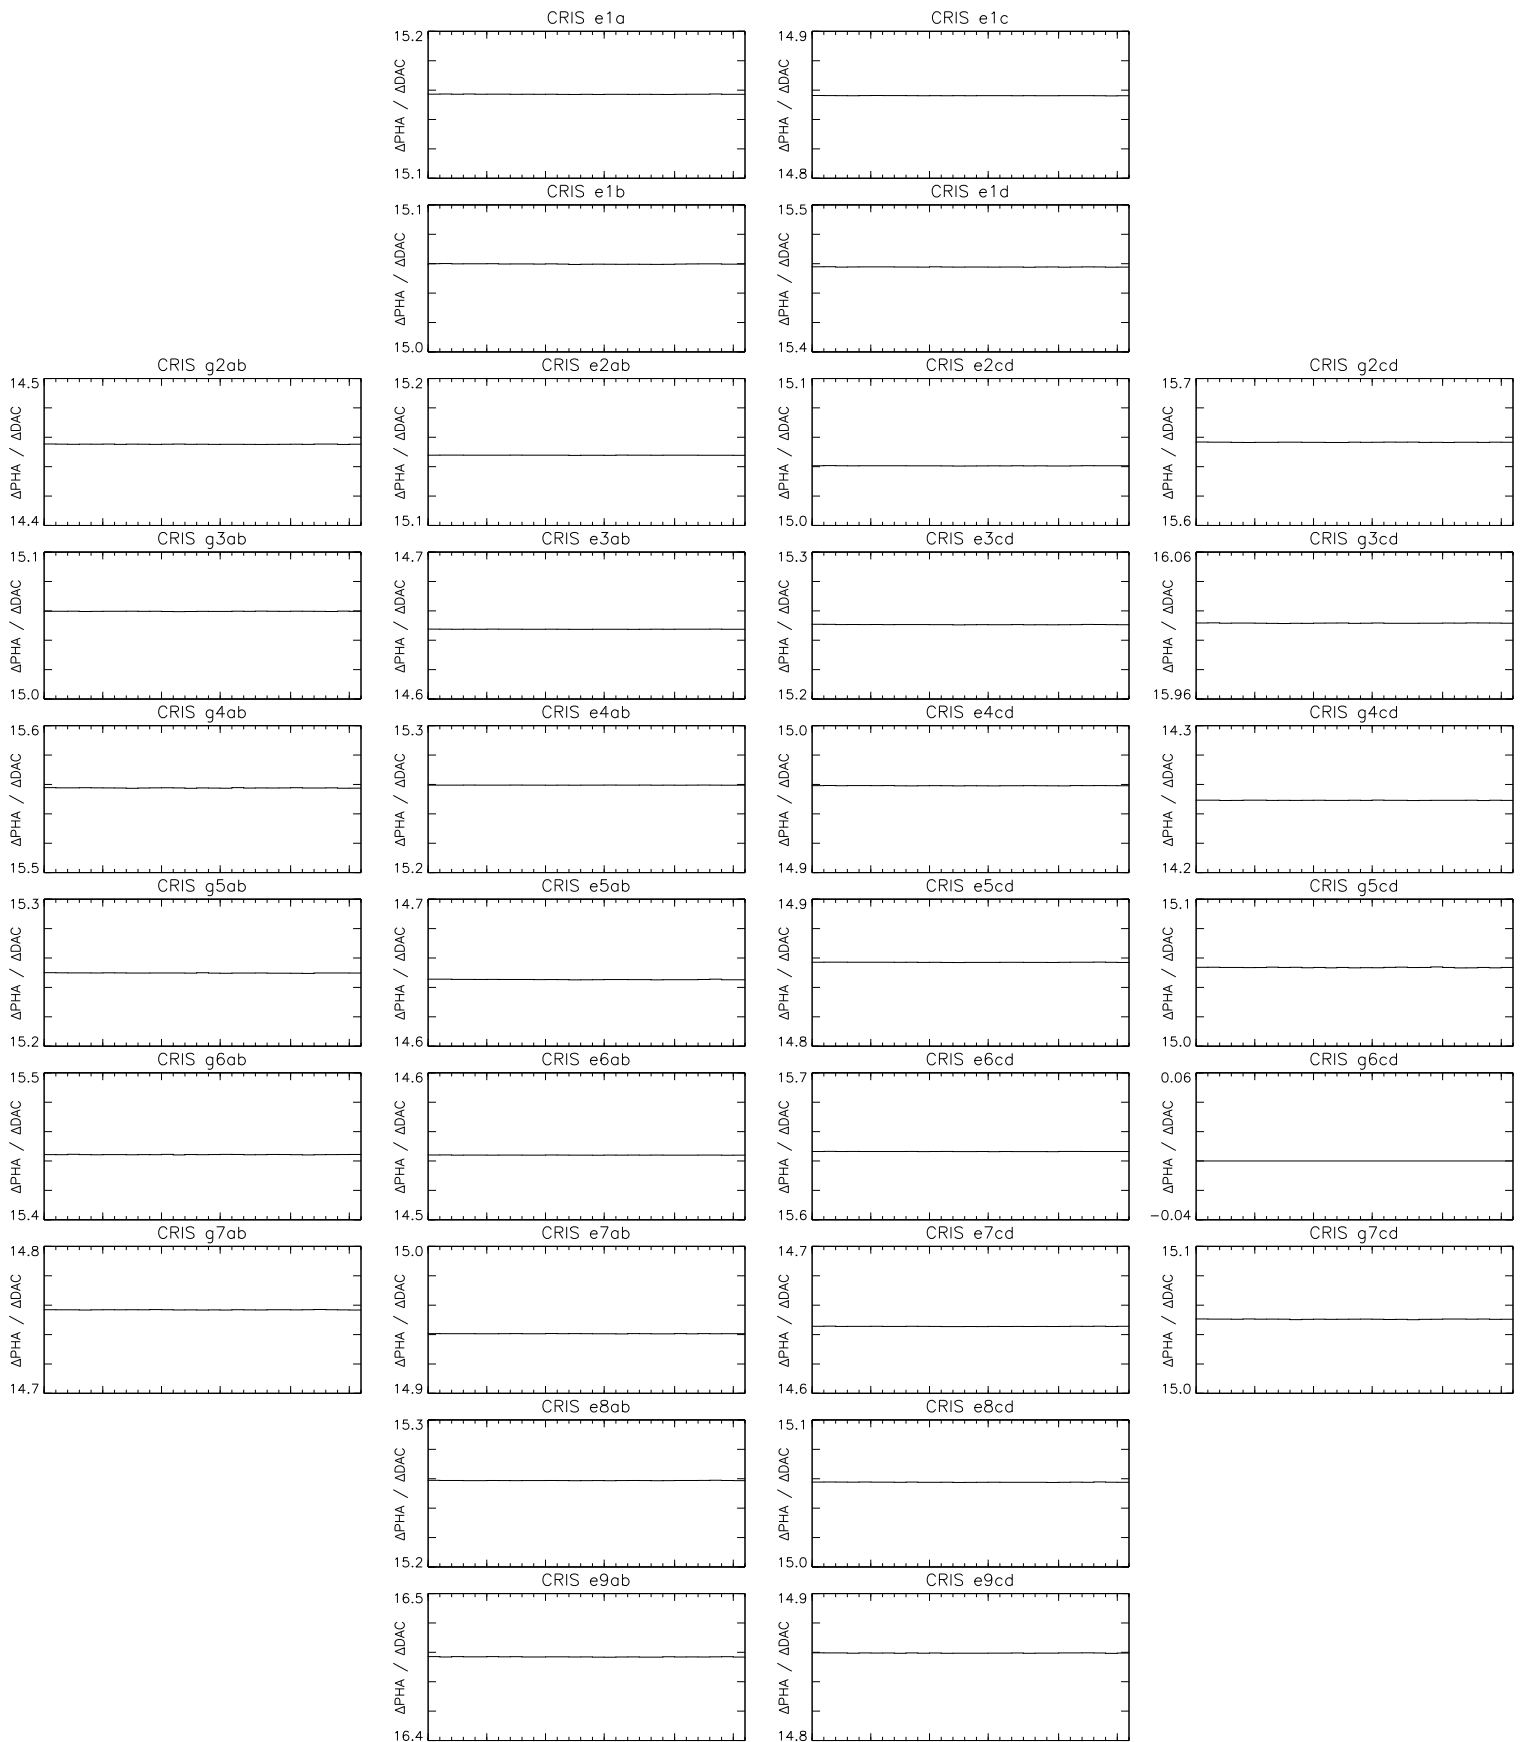 CRIS e1a
CRIS e1c
15.2
ΔPHA / ΔDAC
15.1
14.9
ΔPHA / ΔDAC
14.8
CRIS e1b
CRIS e1d
15.1
ΔPHA / ΔDAC
15.0
15.5
ΔPHA / ΔDAC
15.4
CRIS g2ab
CRIS e2ab
CRIS e2cd
CRIS g2cd
14.5
ΔPHA / ΔDAC
14.4
15.2
ΔPHA / ΔDAC
15.1
15.1
ΔPHA / ΔDAC
15.0
15.7
ΔPHA / ΔDAC
15.6
CRIS g3ab
CRIS e3ab
CRIS e3cd
CRIS g3cd
15.1
ΔPHA / ΔDAC
15.0
14.7
ΔPHA / ΔDAC
14.6
15.3
ΔPHA / ΔDAC
15.2
16.06
ΔPHA / ΔDAC
15.96
CRIS g4ab
CRIS e4ab
CRIS e4cd
CRIS g4cd
15.6
ΔPHA / ΔDAC
15.5
15.3
ΔPHA / ΔDAC
15.2
15.0
ΔPHA / ΔDAC
14.9
14.3
ΔPHA / ΔDAC
14.2
CRIS g5ab
CRIS e5ab
CRIS e5cd
CRIS g5cd
15.3
ΔPHA / ΔDAC
15.2
14.7
ΔPHA / ΔDAC
14.6
14.9
ΔPHA / ΔDAC
14.8
15.1
ΔPHA / ΔDAC
15.0
CRIS g6ab
CRIS e6ab
CRIS e6cd
CRIS g6cd
15.5
ΔPHA / ΔDAC
15.4
14.6
ΔPHA / ΔDAC
14.5
15.7
ΔPHA / ΔDAC
15.6
0.06
ΔPHA / ΔDAC
−0.04
CRIS g7ab
CRIS e7ab
CRIS e7cd
CRIS g7cd
14.8
ΔPHA / ΔDAC
14.7
15.0
ΔPHA / ΔDAC
14.9
14.7
ΔPHA / ΔDAC
14.6
15.1
ΔPHA / ΔDAC
15.0
CRIS e8ab
CRIS e8cd
15.3
ΔPHA / ΔDAC
15.2
15.1
ΔPHA / ΔDAC
15.0
CRIS e9ab
CRIS e9cd
16.5
ΔPHA / ΔDAC
16.4
14.9
ΔPHA / ΔDAC
14.8